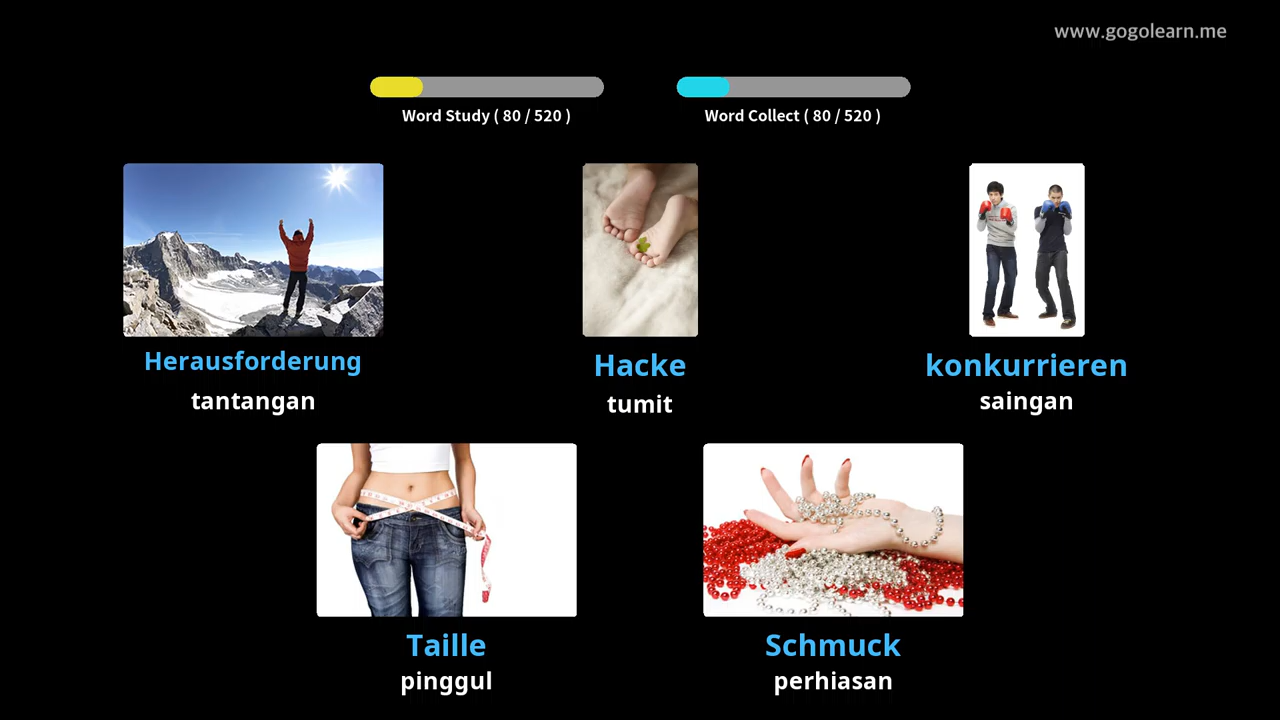 www.gogolearn.me
Word Study ( 80 / 520 )
Word Collect ( 80 / 520 )
Herausforderung
tantangan
Hacke
tumit
konkurrieren
saingan
Taille
pinggul
Schmuck
perhiasan